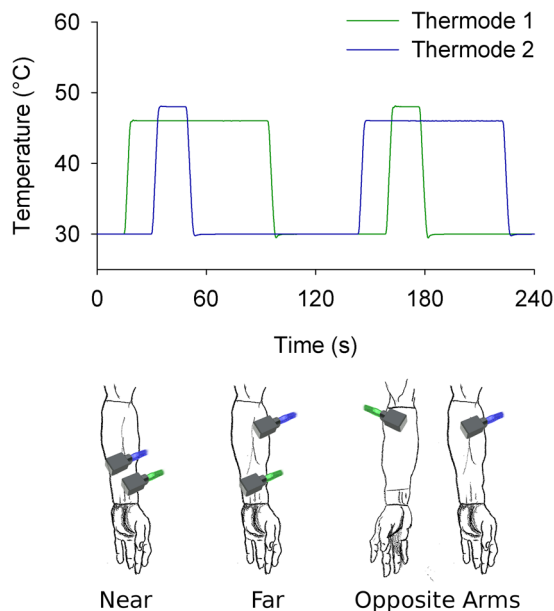 60
Thermode 1
Thermode 2
50
40
30
Temperature (°C)
0 60 120 180 240
Time (s)
Near Far Opposite Arms